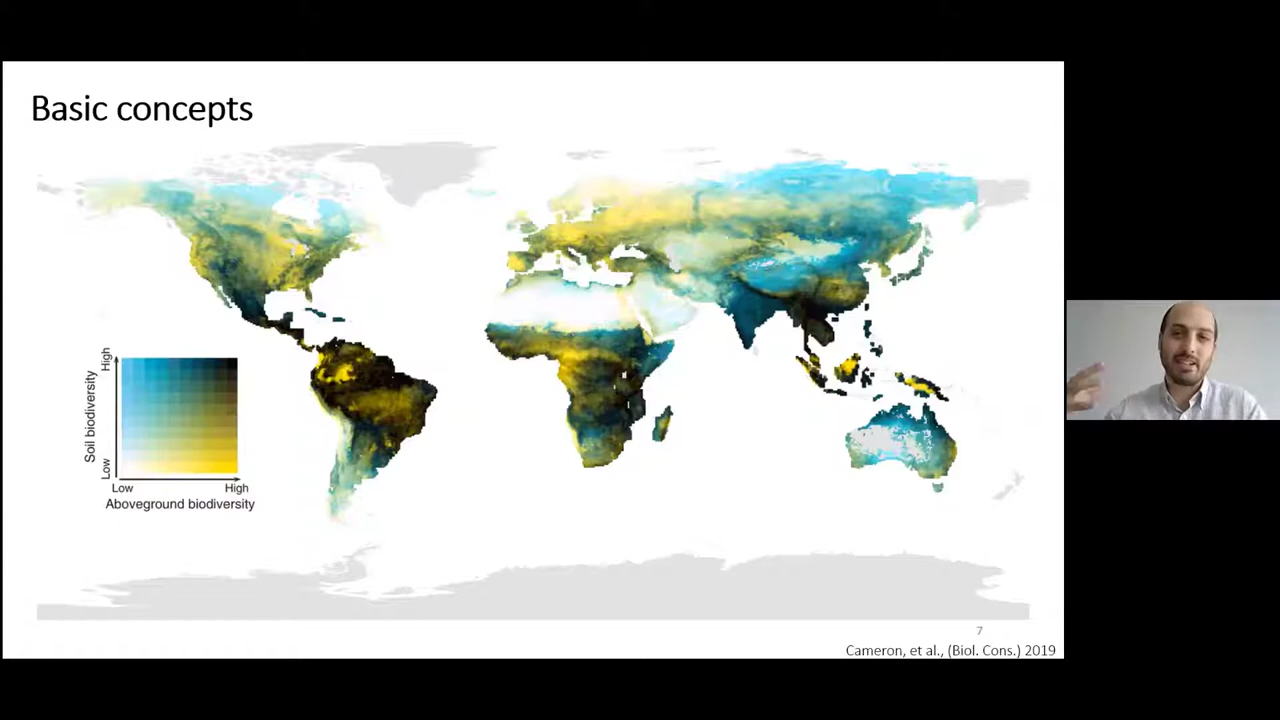 Basic concepts
High
Soil biodiversity
Low
Low
High
Aboveground biodiversity
7
Cameron, et al., (Biol. Cons.) 2019